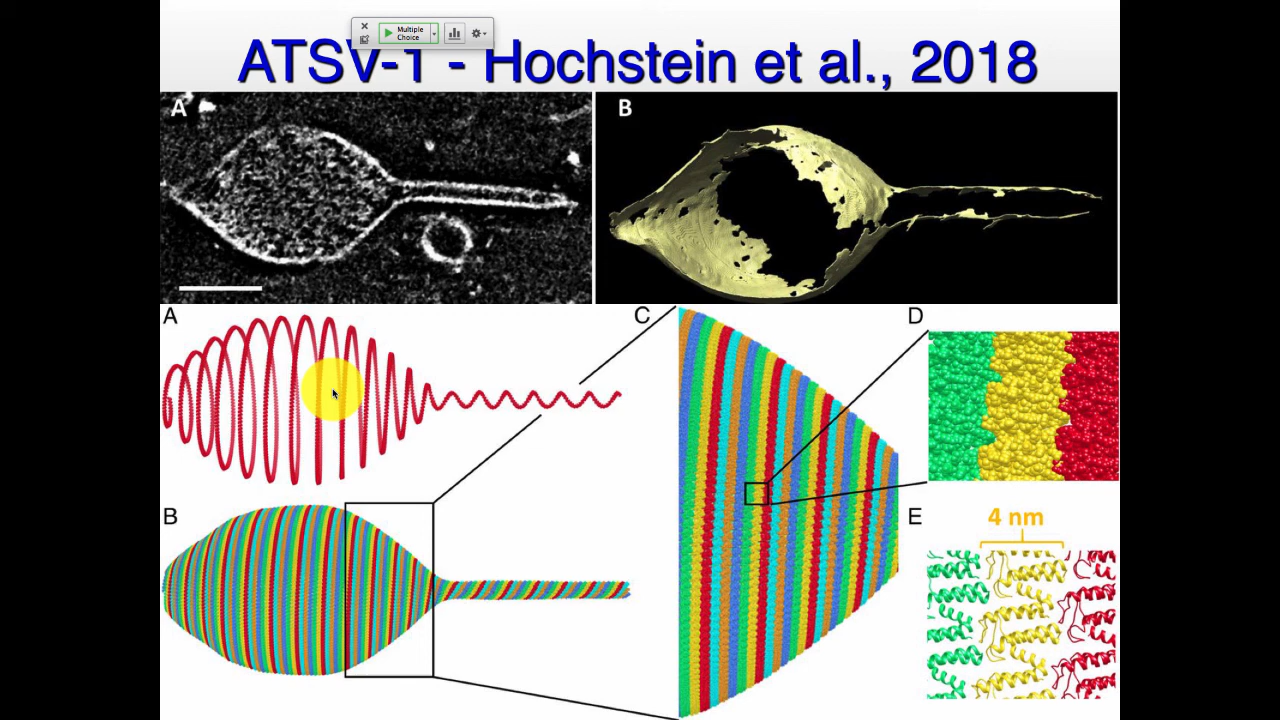 Multiple
Choice
ATSV-1 - Hochstein et al., 2018
A
B
A
C
D
B
E
4 nm